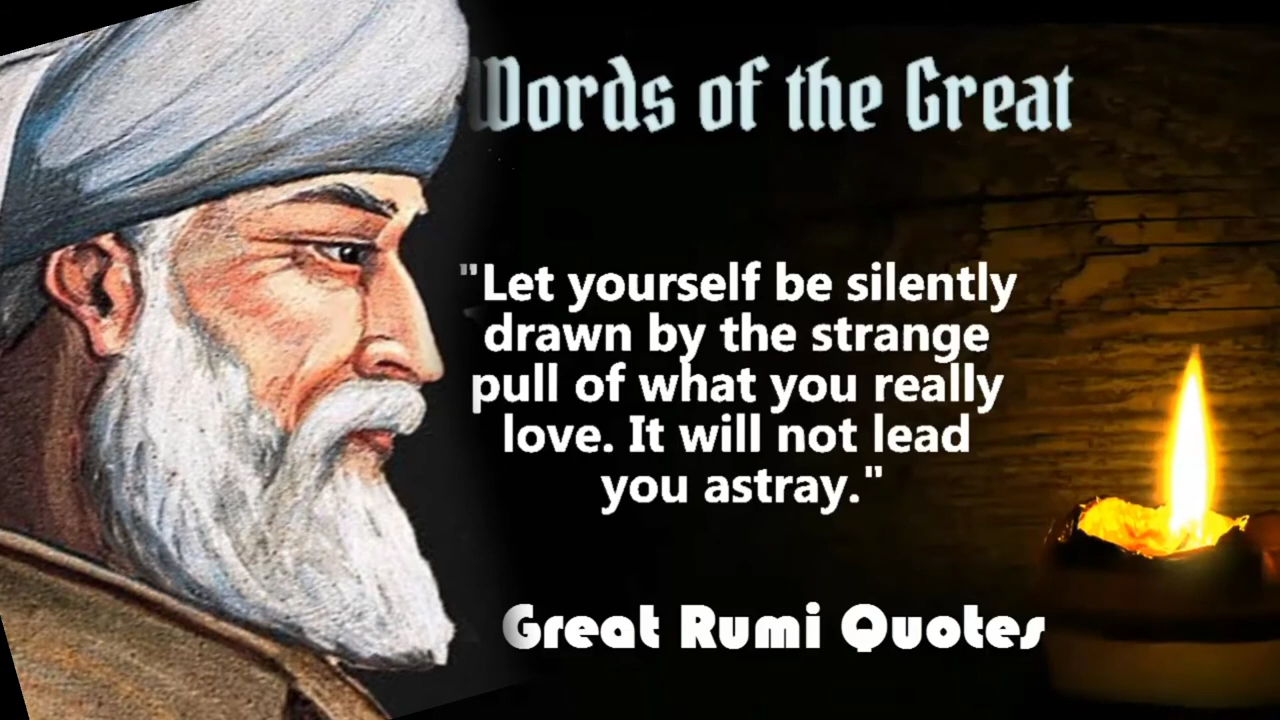 Words of the Great
"Let yourself be silently
drawn by the strange
pull of what you really
love. It will not lead
you astray."
Great Rumi Quotes